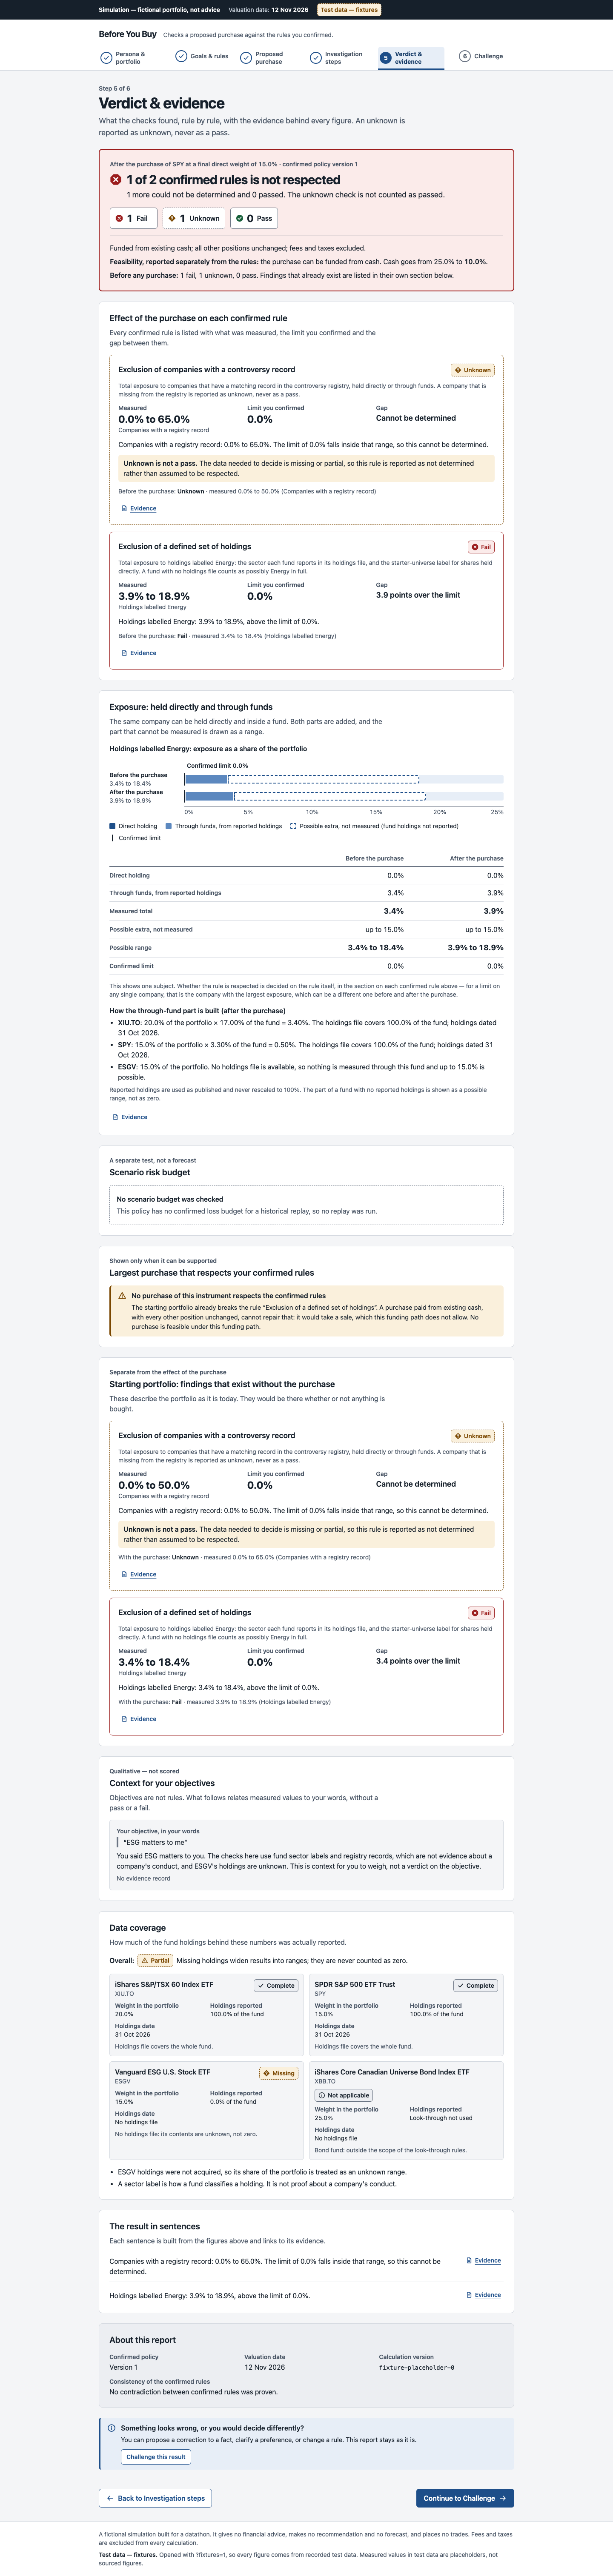 Simulation — fictional portfolio, not advice Valuation date: 12 Nov 2026 Test data — fixtures
Before You Buy Checks a proposed purchase against the rules you confirmed.
Persona & portfolio
Goals & rules
Proposed purchase
Investigation steps
5 Verdict & evidence
6 Challenge
Step 5 of 6
Verdict & evidence
What the checks found, rule by rule, with the evidence behind every figure. An unknown is
reported as unknown, never as a pass.
After the purchase of SPY at a final direct weight of 15.0% · confirmed policy version 1
1 of 2 confirmed rules is not respected
1 more could not be determined and 0 passed. The unknown check is not counted as passed.
1 Fail 1 Unknown 0 Pass
Funded from existing cash; all other positions unchanged; fees and taxes excluded.
Feasibility, reported separately from the rules: the purchase can be funded from cash. Cash goes from 25.0% to 10.0%.
Before any purchase: 1 fail, 1 unknown, 0 pass. Findings that already exist are listed in their own section below.
Effect of the purchase on each confirmed rule
Every confirmed rule is listed with what was measured, the limit you confirmed and the
gap between them.
Exclusion of companies with a controversy record Unknown
Total exposure to companies that have a matching record in the controversy registry, held directly or through funds. A company that is
missing from the registry is reported as unknown, never as a pass.
Measured Limit you confirmed Gap
0.0% to 65.0% 0.0% Cannot be determined
Companies with a registry record
Companies with a registry record: 0.0% to 65.0%. The limit of 0.0% falls inside that range, so this cannot be determined.
Unknown is not a pass. The data needed to decide is missing or partial, so this rule is reported as not determined
rather than assumed to be respected.
Before the purchase: Unknown · measured 0.0% to 50.0% (Companies with a registry record)
Evidence
Exclusion of a defined set of holdings Fail
Total exposure to holdings labelled Energy: the sector each fund reports in its holdings file, and the starter-universe label for shares held
directly. A fund with no holdings file counts as possibly Energy in full.
Measured Limit you confirmed Gap
3.9% to 18.9% 0.0% 3.9 points over the limit
Holdings labelled Energy
Holdings labelled Energy: 3.9% to 18.9%, above the limit of 0.0%.
Before the purchase: Fail · measured 3.4% to 18.4% (Holdings labelled Energy)
Evidence
Exposure: held directly and through funds
The same company can be held directly and inside a fund. Both parts are added, and the
part that cannot be measured is drawn as a range.
Holdings labelled Energy: exposure as a share of the portfolio
Confirmed limit 0.0%
Before the purchase
3.4% to 18.4%
After the purchase
3.9% to 18.9%
0% 5% 10% 15% 20% 25%
Direct holding Through funds, from reported holdings Possible extra, not measured (fund holdings not reported)
Confirmed limit
Before the purchase After the purchase
Direct holding 0.0% 0.0%
Through funds, from reported holdings 3.4% 3.9%
Measured total 3.4% 3.9%
Possible extra, not measured up to 15.0% up to 15.0%
Possible range 3.4% to 18.4% 3.9% to 18.9%
Confirmed limit 0.0% 0.0%
This shows one subject. Whether the rule is respected is decided on the rule itself, in the section on each confirmed rule above — for a limit on
any single company, that is the company with the largest exposure, which can be a different one before and after the purchase.
How the through-fund part is built (after the purchase)
• XIU.TO: 20.0% of the portfolio × 17.00% of the fund = 3.40%. The holdings file covers 100.0% of the fund; holdings dated
31 Oct 2026.
• SPY: 15.0% of the portfolio × 3.30% of the fund = 0.50%. The holdings file covers 100.0% of the fund; holdings dated 31
Oct 2026.
• ESGV: 15.0% of the portfolio. No holdings file is available, so nothing is measured through this fund and up to 15.0% is
possible.
Reported holdings are used as published and never rescaled to 100%. The part of a fund with no reported holdings is shown as a possible
range, not as zero.
Evidence
A separate test, not a forecast
Scenario risk budget
No scenario budget was checked
This policy has no confirmed loss budget for a historical replay, so no replay was run.
Shown only when it can be supported
Largest purchase that respects your confirmed rules
No purchase of this instrument respects the confirmed rules
The starting portfolio already breaks the rule “Exclusion of a defined set of holdings”. A purchase paid from existing cash,
with every other position unchanged, cannot repair that: it would take a sale, which this funding path does not allow. No
purchase is feasible under this funding path.
Separate from the effect of the purchase
Starting portfolio: findings that exist without the purchase
These describe the portfolio as it is today. They would be there whether or not anything is
bought.
Exclusion of companies with a controversy record Unknown
Total exposure to companies that have a matching record in the controversy registry, held directly or through funds. A company that is
missing from the registry is reported as unknown, never as a pass.
Measured Limit you confirmed Gap
0.0% to 50.0% 0.0% Cannot be determined
Companies with a registry record
Companies with a registry record: 0.0% to 50.0%. The limit of 0.0% falls inside that range, so this cannot be determined.
Unknown is not a pass. The data needed to decide is missing or partial, so this rule is reported as not determined
rather than assumed to be respected.
With the purchase: Unknown · measured 0.0% to 65.0% (Companies with a registry record)
Evidence
Exclusion of a defined set of holdings Fail
Total exposure to holdings labelled Energy: the sector each fund reports in its holdings file, and the starter-universe label for shares held
directly. A fund with no holdings file counts as possibly Energy in full.
Measured Limit you confirmed Gap
3.4% to 18.4% 0.0% 3.4 points over the limit
Holdings labelled Energy
Holdings labelled Energy: 3.4% to 18.4%, above the limit of 0.0%.
With the purchase: Fail · measured 3.9% to 18.9% (Holdings labelled Energy)
Evidence
Qualitative — not scored
Context for your objectives
Objectives are not rules. What follows relates measured values to your words, without a
pass or a fail.
Your objective, in your words
“ESG matters to me”
You said ESG matters to you. The checks here use fund sector labels and registry records, which are not evidence about a
company's conduct, and ESGV's holdings are unknown. This is context for you to weigh, not a verdict on the objective.
No evidence record
Data coverage
How much of the fund holdings behind these numbers was actually reported.
Overall: Partial Missing holdings widen results into ranges; they are never counted as zero.
iShares S&P/TSX 60 Index ETF Complete
XIU.TO
Weight in the portfolio Holdings reported
20.0% 100.0% of the fund
Holdings date
31 Oct 2026
Holdings file covers the whole fund.
SPDR S&P 500 ETF Trust Complete
SPY
Weight in the portfolio Holdings reported
15.0% 100.0% of the fund
Holdings date
31 Oct 2026
Holdings file covers the whole fund.
Vanguard ESG U.S. Stock ETF Missing
ESGV
Weight in the portfolio Holdings reported
15.0% 0.0% of the fund
Holdings date
No holdings file
No holdings file: its contents are unknown, not zero.
iShares Core Canadian Universe Bond Index ETF
XBB.TO
Not applicable
Weight in the portfolio Holdings reported
25.0% Look-through not used
Holdings date
No holdings file
Bond fund: outside the scope of the look-through rules.
• ESGV holdings were not acquired, so its share of the portfolio is treated as an unknown range.
• A sector label is how a fund classifies a holding. It is not proof about a company's conduct.
The result in sentences
Each sentence is built from the figures above and links to its evidence.
Companies with a registry record: 0.0% to 65.0%. The limit of 0.0% falls inside that range, so this cannot be Evidence
determined.
Holdings labelled Energy: 3.9% to 18.9%, above the limit of 0.0%. Evidence
About this report
Confirmed policy Valuation date Calculation version
Version 1 12 Nov 2026 fixture-placeholder-0
Consistency of the confirmed rules
No contradiction between confirmed rules was proven.
Something looks wrong, or you would decide differently?
You can propose a correction to a fact, clarify a preference, or change a rule. This report stays as it is.
Challenge this result
← Back to Investigation steps Continue to Challenge →
A fictional simulation built for a datathon. It gives no financial advice, makes no recommendation and no forecast, and places no trades. Fees and taxes
are excluded from every calculation.
Test data — fixtures. Opened with ?fixtures=1, so every figure comes from recorded test data. Measured values in test data are placeholders, not
sourced figures.